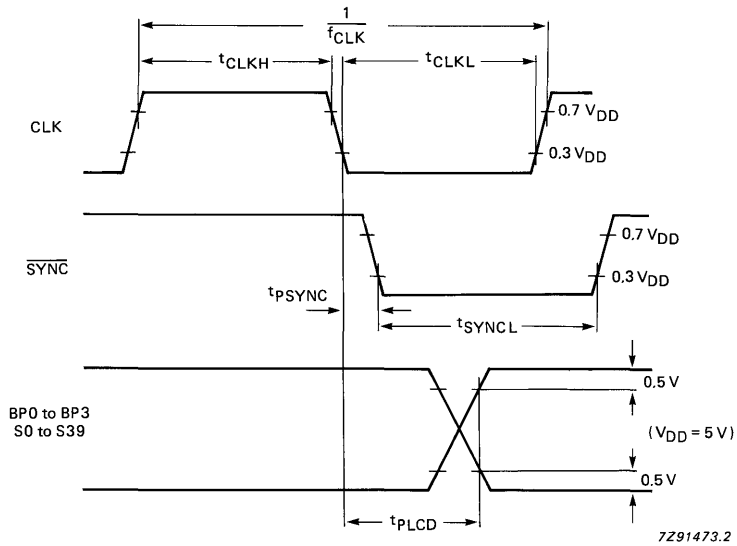 1
fCLK
tCLKH
tCLKL
CLK
0.7 VDD
0.3 VDD
SYNC
0.7 VDD
0.3 VDD
tPSYNC
tSYNCL
BP0 to BP3
S0 to S39
0.5 V
(VDD = 5 V)
0.5 V
tPLCD
7Z91473.2